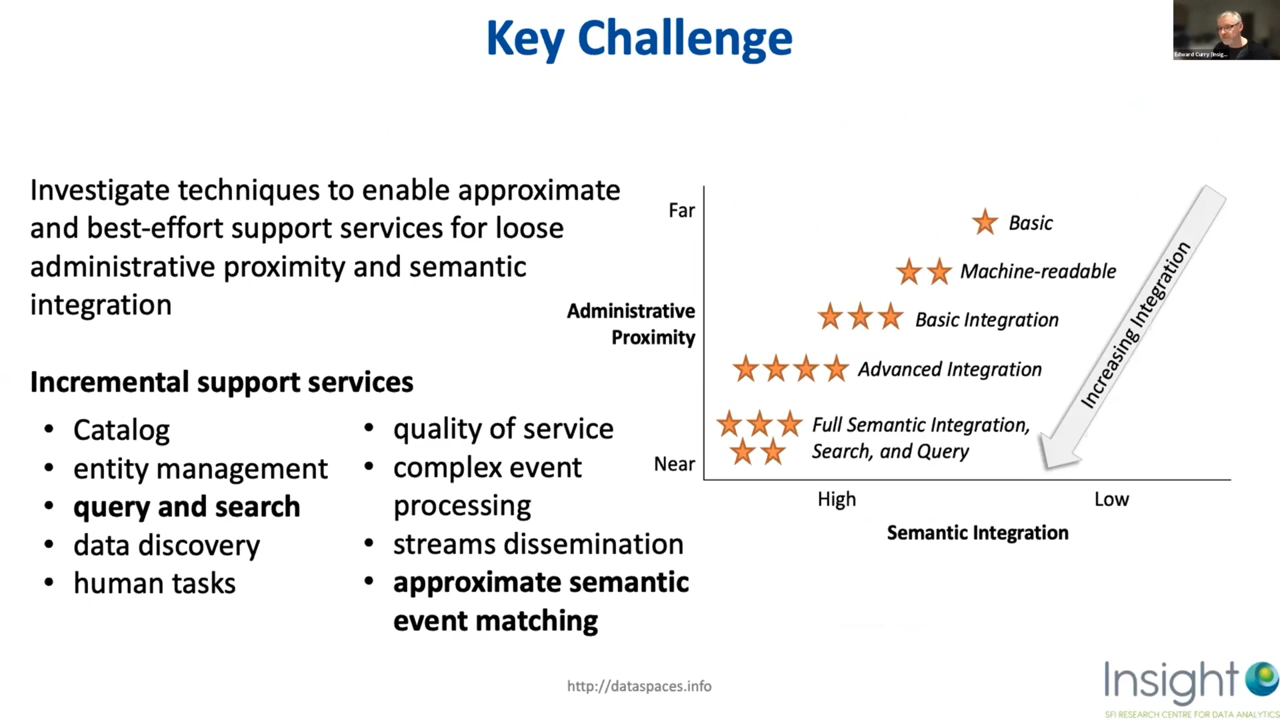 Key Challenge
Edward Curry (Insig...
Investigate techniques to enable approximate
and best-effort support services for loose
administrative proximity and semantic
integration
Incremental support services
• Catalog
• entity management
• query and search
• data discovery
• human tasks
• quality of service
• complex event
processing
• streams dissemination
• approximate semantic
event matching
Far
Administrative
Proximity
Near
Basic
Machine-readable
Basic Integration
Advanced Integration
Full Semantic Integration,
Search, and Query
Increasing Integration
High
Low
Semantic Integration
http://dataspaces.info
Insight
SFI RESEARCH CENTRE FOR DATA ANALYTICS